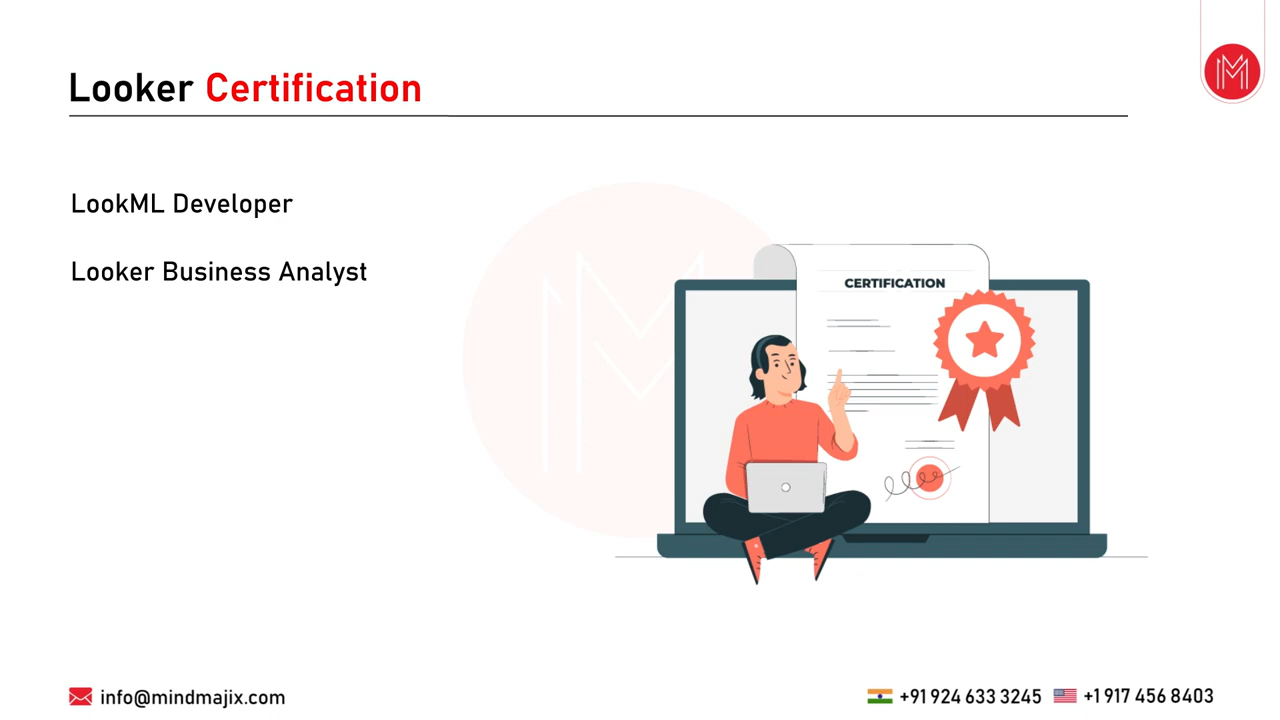 Looker Certification
LookML Developer
Looker Business Analyst
CERTIFICATION
info@mindmajix.com
+91 924 633 3245
+1 917 456 8403